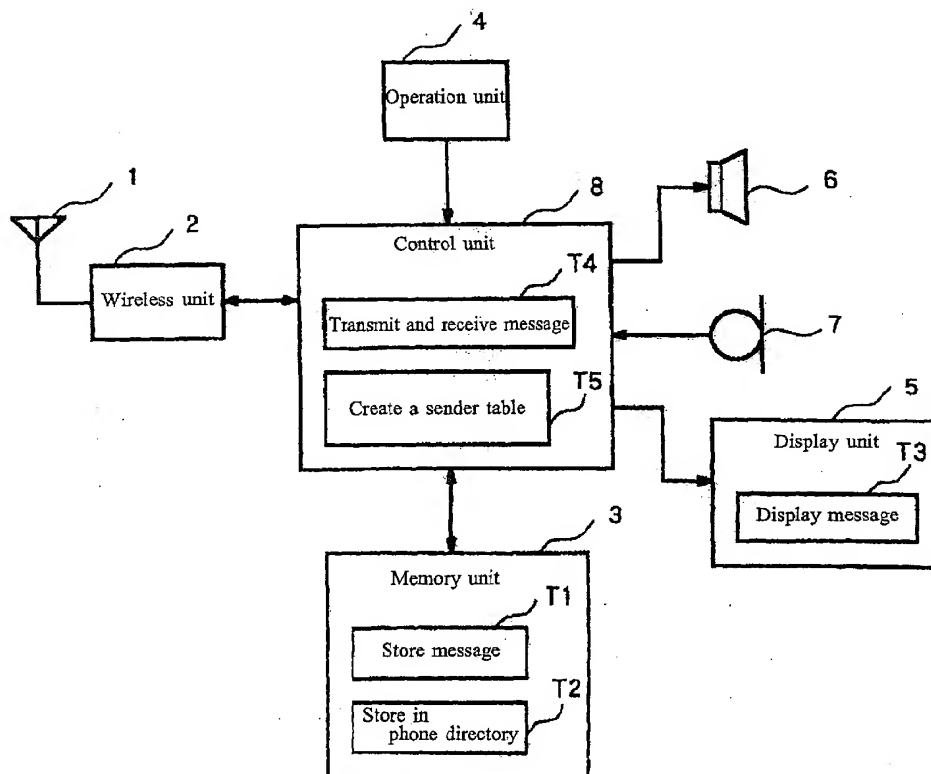 4
Operation unit
1
2
Wireless unit
8
Control unit
T4
Transmit and receive message
T5
Create a sender table
6
7
5
Display unit
T3
Display message
3
Memory unit
T1
Store message
T2
Store in
phone directory